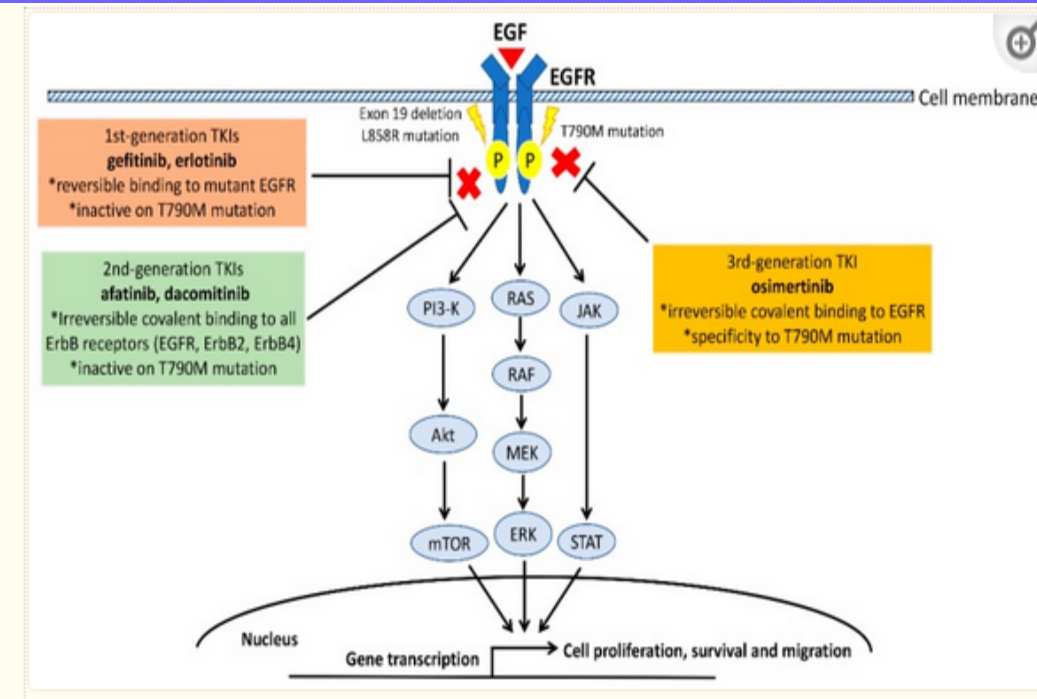 EGF
EGFR
Cell membrane
Exon 19 deletion
L858R mutation
T790M mutation
P
P
1st-generation TKIs
gefitinib, erlotinib
*reversible binding to mutant EGFR
*inactive on T790M mutation
2nd-generation TKIs
afatinib, dacomitinib
*Irreversible covalent binding to all
ErbB receptors (EGFR, ErbB2, ErbB4)
*inactive on T790M mutation
3rd-generation TKI
osimertinib
*irreversible covalent binding to EGFR
*specificity to T790M mutation
PI3-K
RAS
JAK
RAF
Akt
MEK
mTOR
ERK
STAT
Nucleus
Gene transcription
Cell proliferation, survival and migration